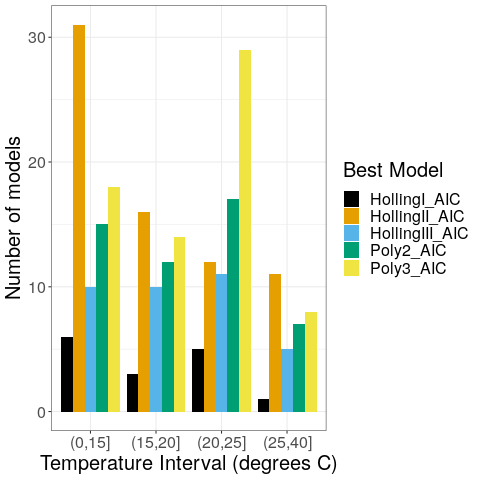 Number of models
30
20
10
0
(0,15] (15,20] (20,25] (25,40]
Temperature Interval (degrees C)
Best Model
HollingI_AIC
HollingII_AIC
HollingIII_AIC
Poly2_AIC
Poly3_AIC